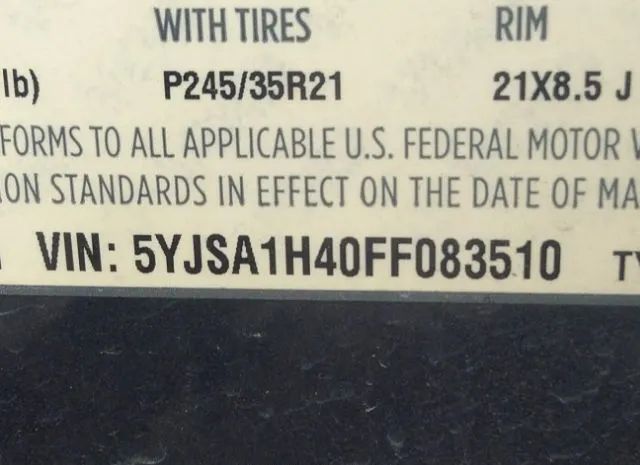 WITH TIRES RIM
lb) P245/35R21 21X8.5 J
FORMS TO ALL APPLICABLE U.S. FEDERAL MOTOR
ON STANDARDS IN EFFECT ON THE DATE OF MA
VIN: 5YJSA1H40FF083510 TY